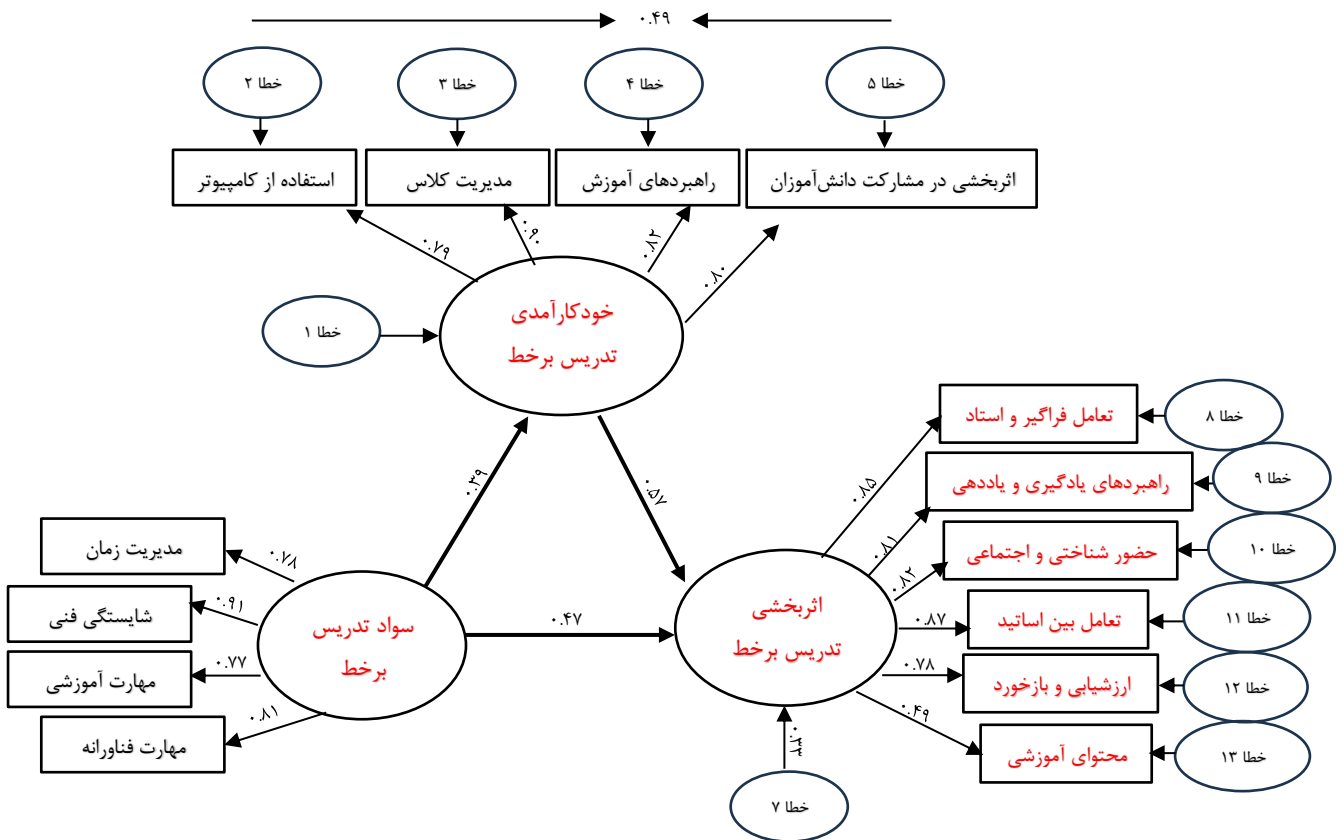 ۰.۴۹
خطا ۲
خطا ۳
خطا ۴
خطا ۵
استفاده از کامپیوتر
مدیریت کلاس
راهبردهای آموزش
اثربخشی در مشارکت دانش‌آموزان
۰.۷۹
۰.۹۰
۰.۸۲
۰.۸۰
خطا ۱
خودکارآمدی
تدریس برخط
۰.۳۹
۰.۵۷
۰.۴۷
مدیریت زمان
شایستگی فنی
مهارت آموزشی
مهارت فناورانه
۰.۷۸
۰.۹۱
۰.۷۷
۰.۸۱
سواد تدریس
برخط
اثربخشی
تدریس برخط
۰.۳۳
خطا ۷
۰.۸۵
۰.۸۱
۰.۸۲
۰.۸۷
۰.۷۸
۰.۴۹
تعامل فراگیر و استاد
خطا ۸
راهبردهای یادگیری و یاددهی
خطا ۹
حضور شناختی و اجتماعی
خطا ۱۰
تعامل بین اساتید
خطا ۱۱
ارزشیابی و بازخورد
خطا ۱۲
محتوای آموزشی
خطا ۱۳